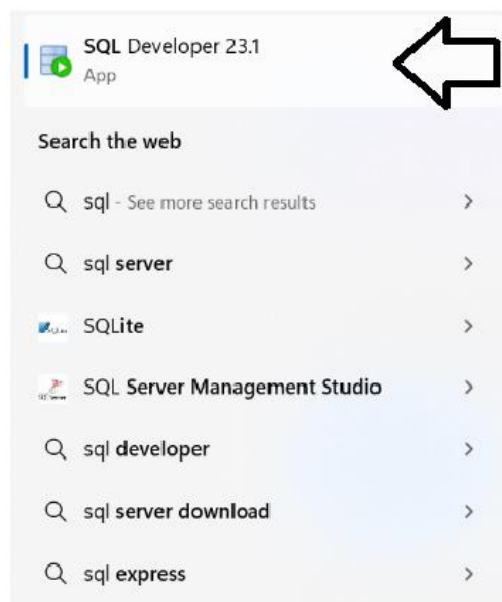 SQL Developer 23.1
App
Search the web
sql - See more search results
sql server
SQLite
SQL Server Management Studio
sql developer
sql server download
sql express